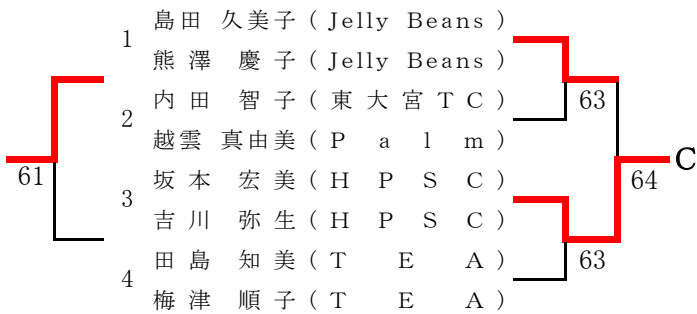 1
島田 久美子 ( Jelly Beans )
熊澤 慶子 ( Jelly Beans )
2
内田 智子 ( 東大宮TC )
越雲 真由美 ( Palm )
3
坂本 宏美 ( HPSC )
吉川 弥生 ( HPSC )
4
田島 知美 ( TEA )
梅津 順子 ( TEA )
61
63
63
64
C